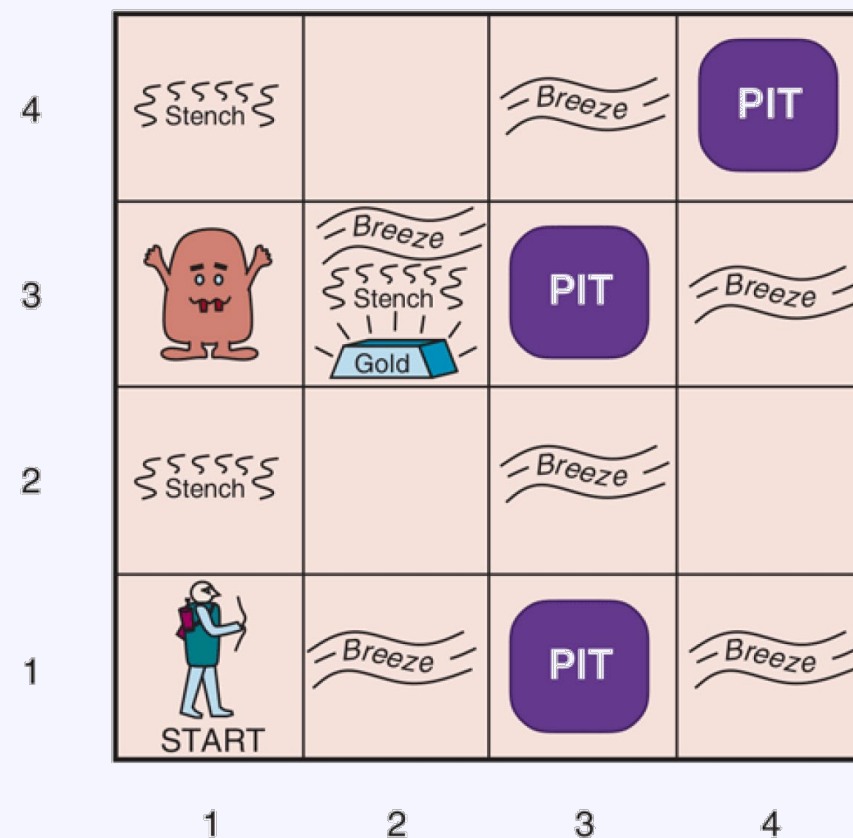 4
Stench
Breeze
PIT
3
Breeze
Stench
Gold
PIT
Breeze
2
Stench
Breeze
1
START
Breeze
PIT
Breeze
1 2 3 4